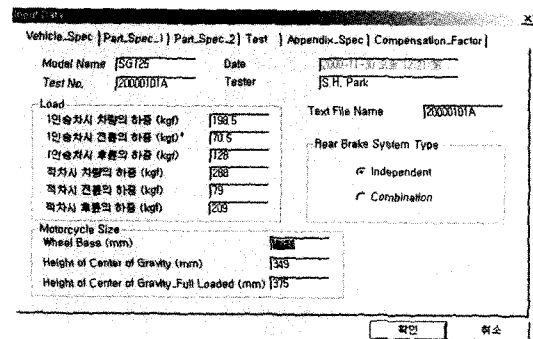 Input Data
Vehicle_Spec Part_Spec_1 Part_Spec_2 Test Appendix_Spec Compensation_Factor
Model Name SG125 Date
Test No. 20000101A Tester S.H. Park
Load
Text File Name 20000101A
1인승차시 차량의 하중 (kgf) 198.5
1인승차시 전륜의 하중 (kgf)* 70.5
1인승차시 후륜의 하중 (kgf) 128
적차시 차량의 하중 (kgf) 288
적차시 전륜의 하중 (kgf) 79
적차시 후륜의 하중 (kgf) 209
Rear Brake System Type
Independent
Combination
Motorcycle Size
Wheel Base (mm)
Height of Center of Gravity (mm) 349
Height of Center of Gravity_Full Loaded (mm) 375
확인 취소